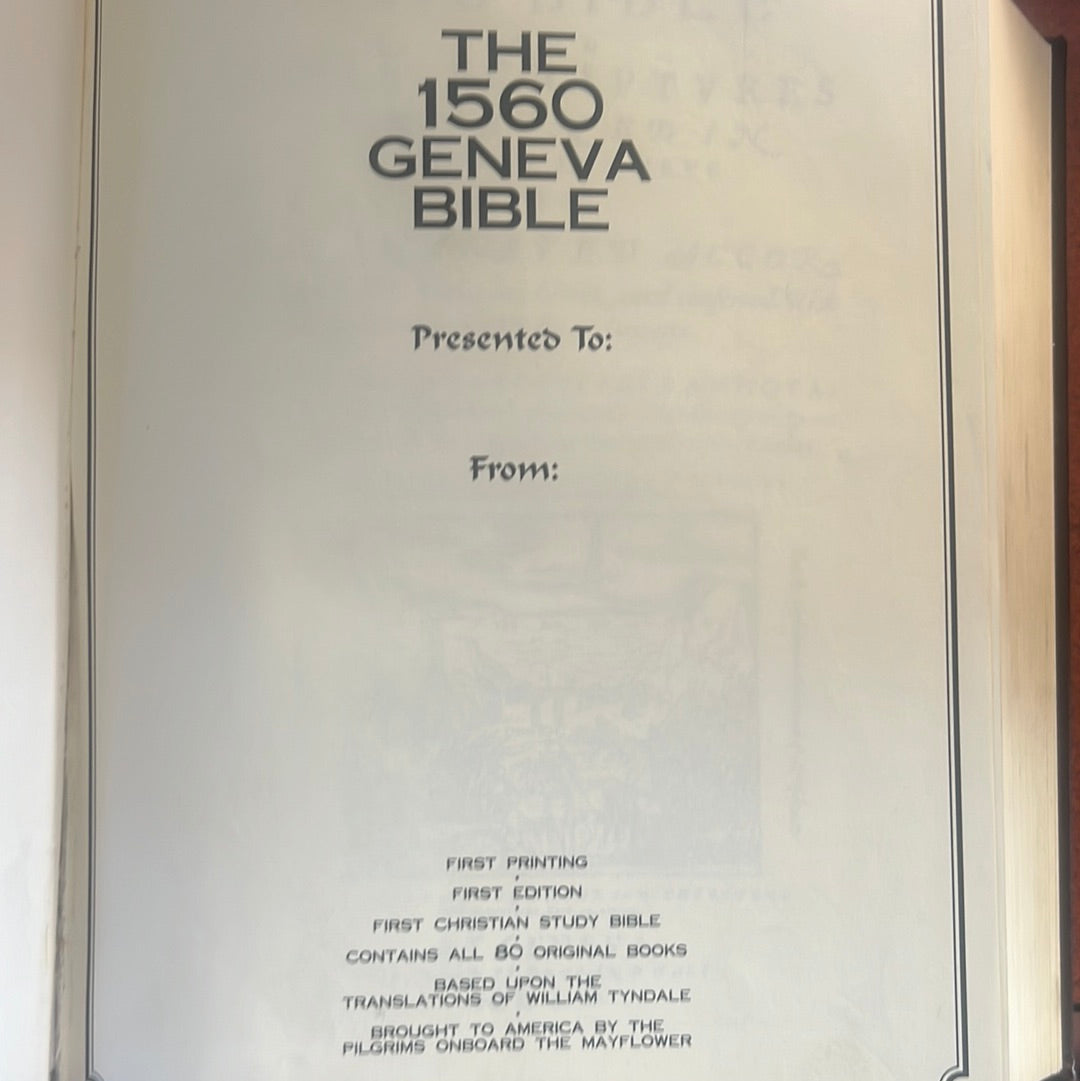 THE
1560
GENEVA
BIBLE
Presented To:
From:
FIRST PRINTING
FIRST EDITION
FIRST CHRISTIAN STUDY BIBLE
CONTAINS ALL 80 ORIGINAL BOOKS
BASED UPON THE
TRANSLATIONS OF WILLIAM TYNDALE
BROUGHT TO AMERICA BY THE
PILGRIMS ONBOARD THE MAYFLOWER